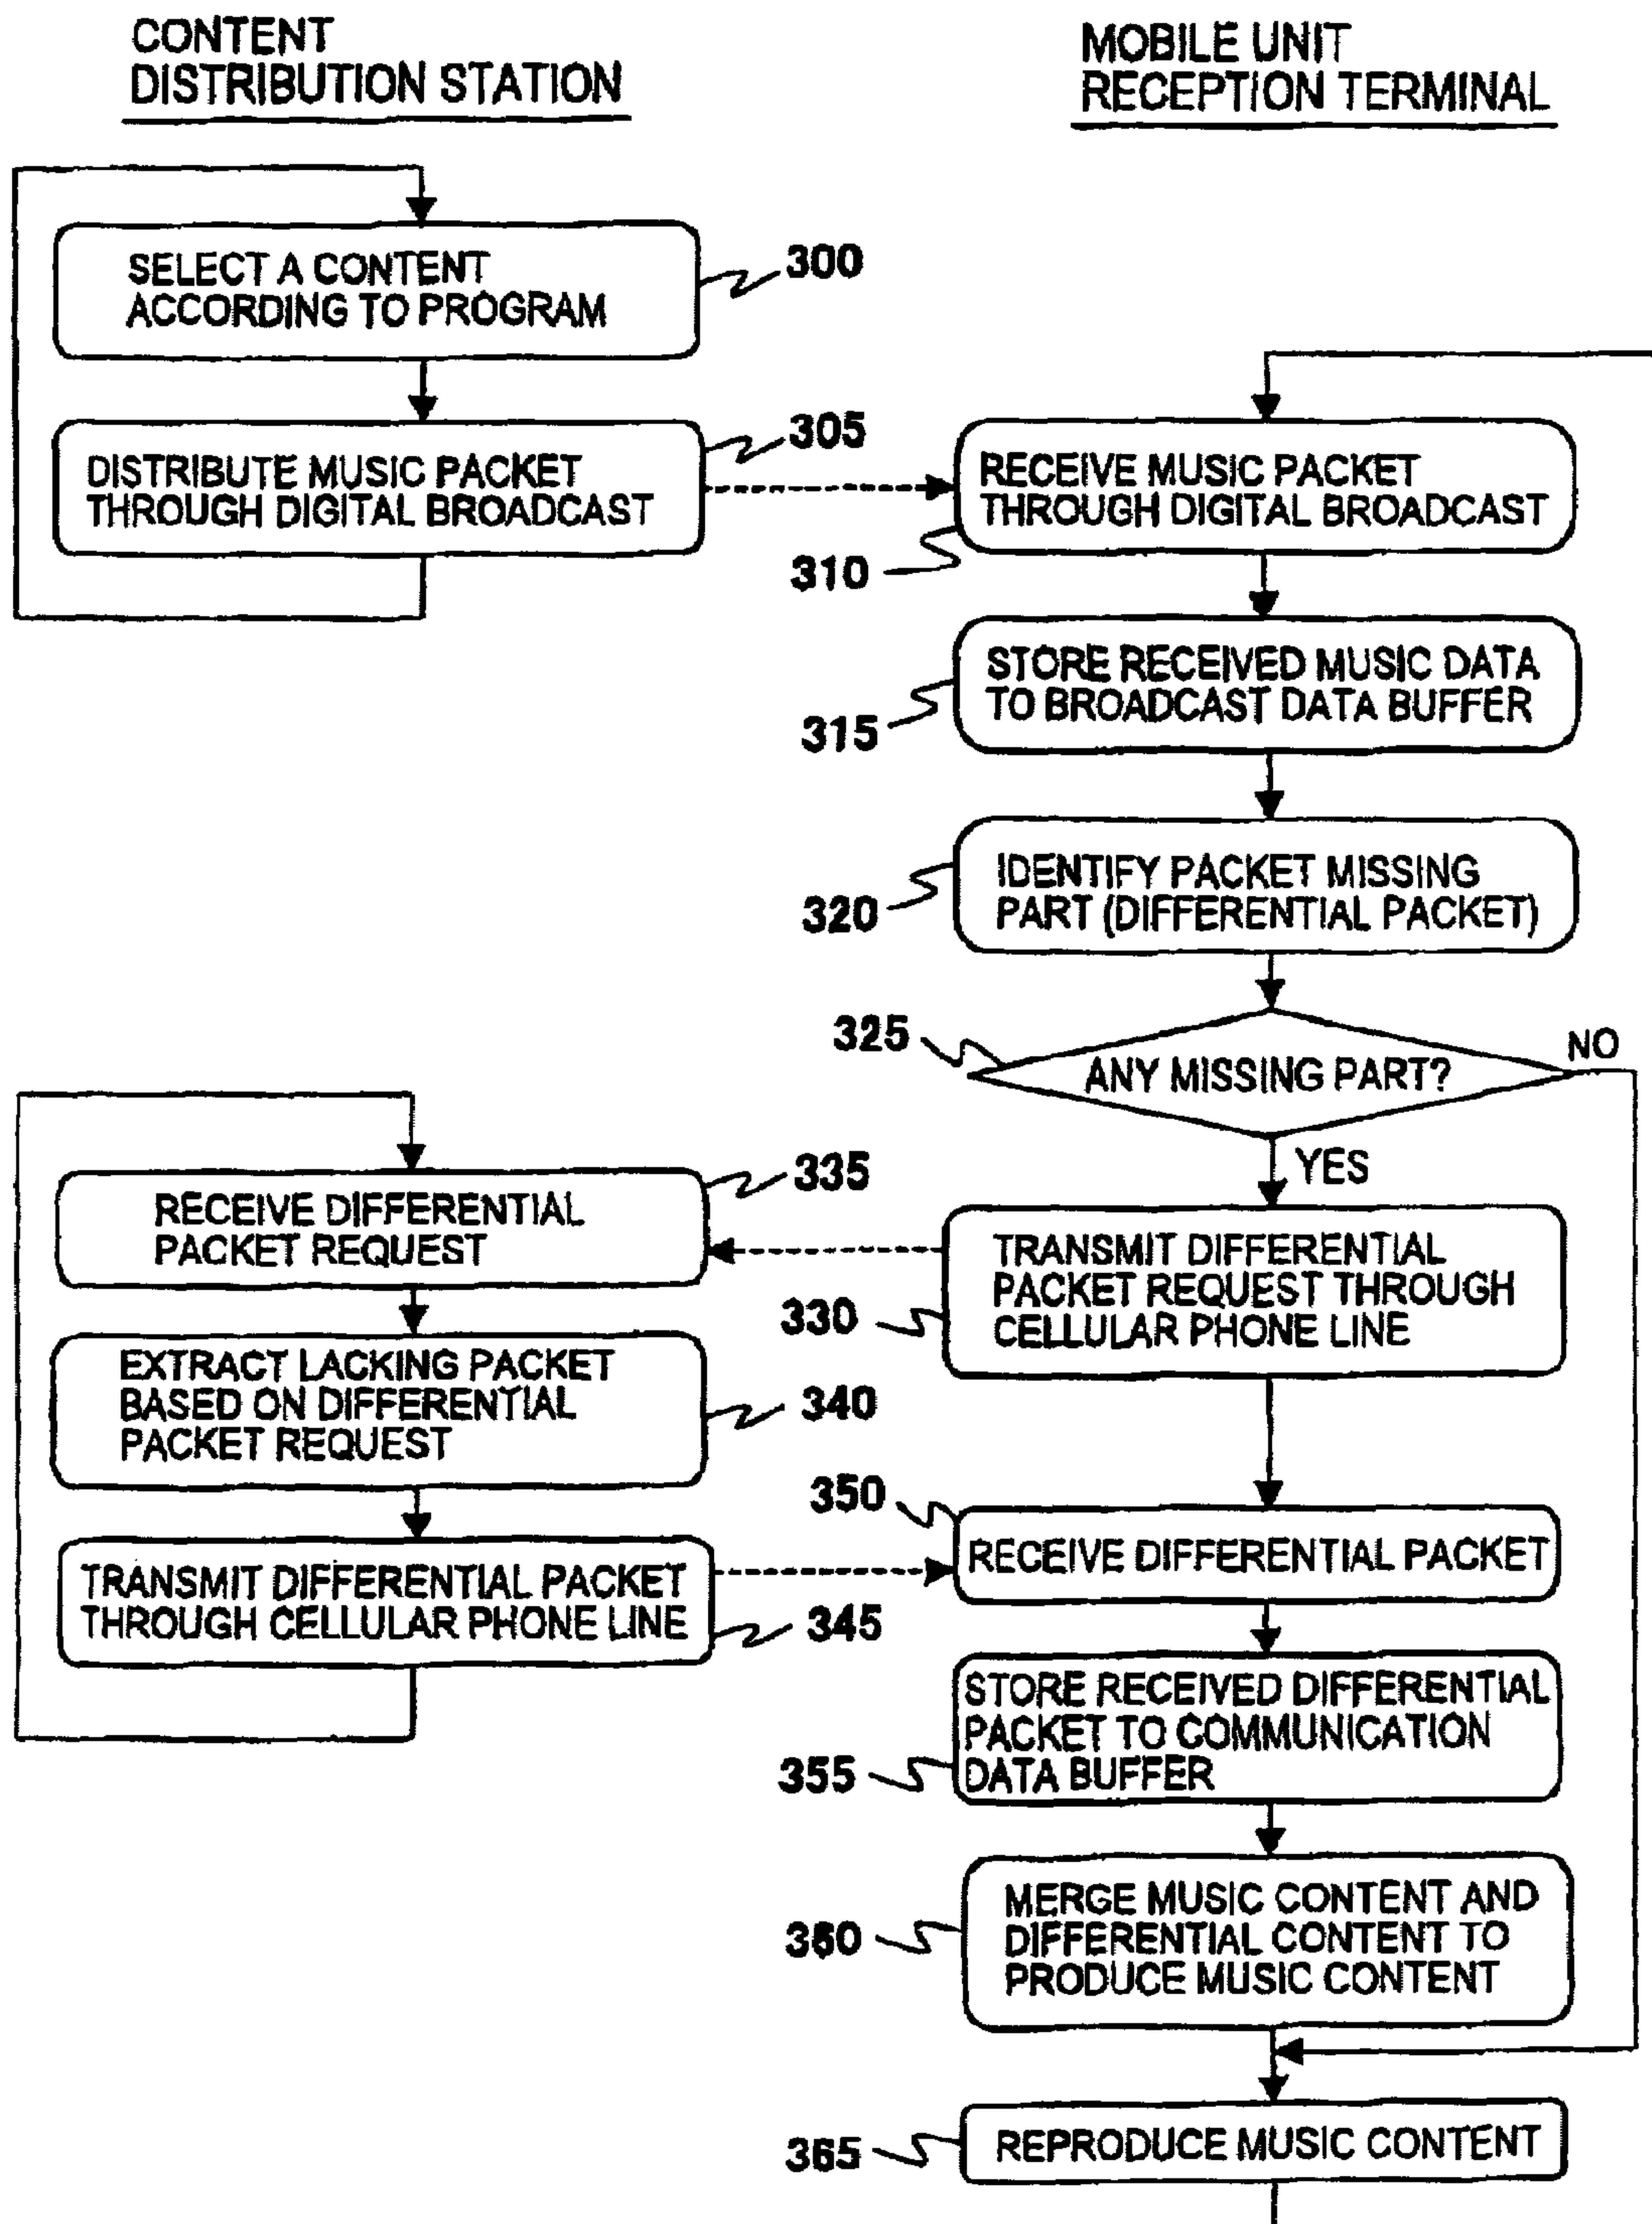 CONTENT
DISTRIBUTION STATION
MOBILE UNIT
RECEPTION TERMINAL
SELECT A CONTENT
ACCORDING TO PROGRAM
300
DISTRIBUTE MUSIC PACKET
THROUGH DIGITAL BROADCAST
305
RECEIVE MUSIC PACKET
THROUGH DIGITAL BROADCAST
310
STORE RECEIVED MUSIC DATA
TO BROADCAST DATA BUFFER
315
IDENTIFY PACKET MISSING
PART (DIFFERENTIAL PACKET)
320
325
ANY MISSING PART?
NO
YES
335
RECEIVE DIFFERENTIAL
PACKET REQUEST
TRANSMIT DIFFERENTIAL
PACKET REQUEST THROUGH
CELLULAR PHONE LINE
330
EXTRACT LACKING PACKET
BASED ON DIFFERENTIAL
PACKET REQUEST
340
350
RECEIVE DIFFERENTIAL PACKET
TRANSMIT DIFFERENTIAL PACKET
THROUGH CELLULAR PHONE LINE
345
STORE RECEIVED DIFFERENTIAL
PACKET TO COMMUNICATION
DATA BUFFER
355
MERGE MUSIC CONTENT AND
DIFFERENTIAL CONTENT TO
PRODUCE MUSIC CONTENT
360
REPRODUCE MUSIC CONTENT
365